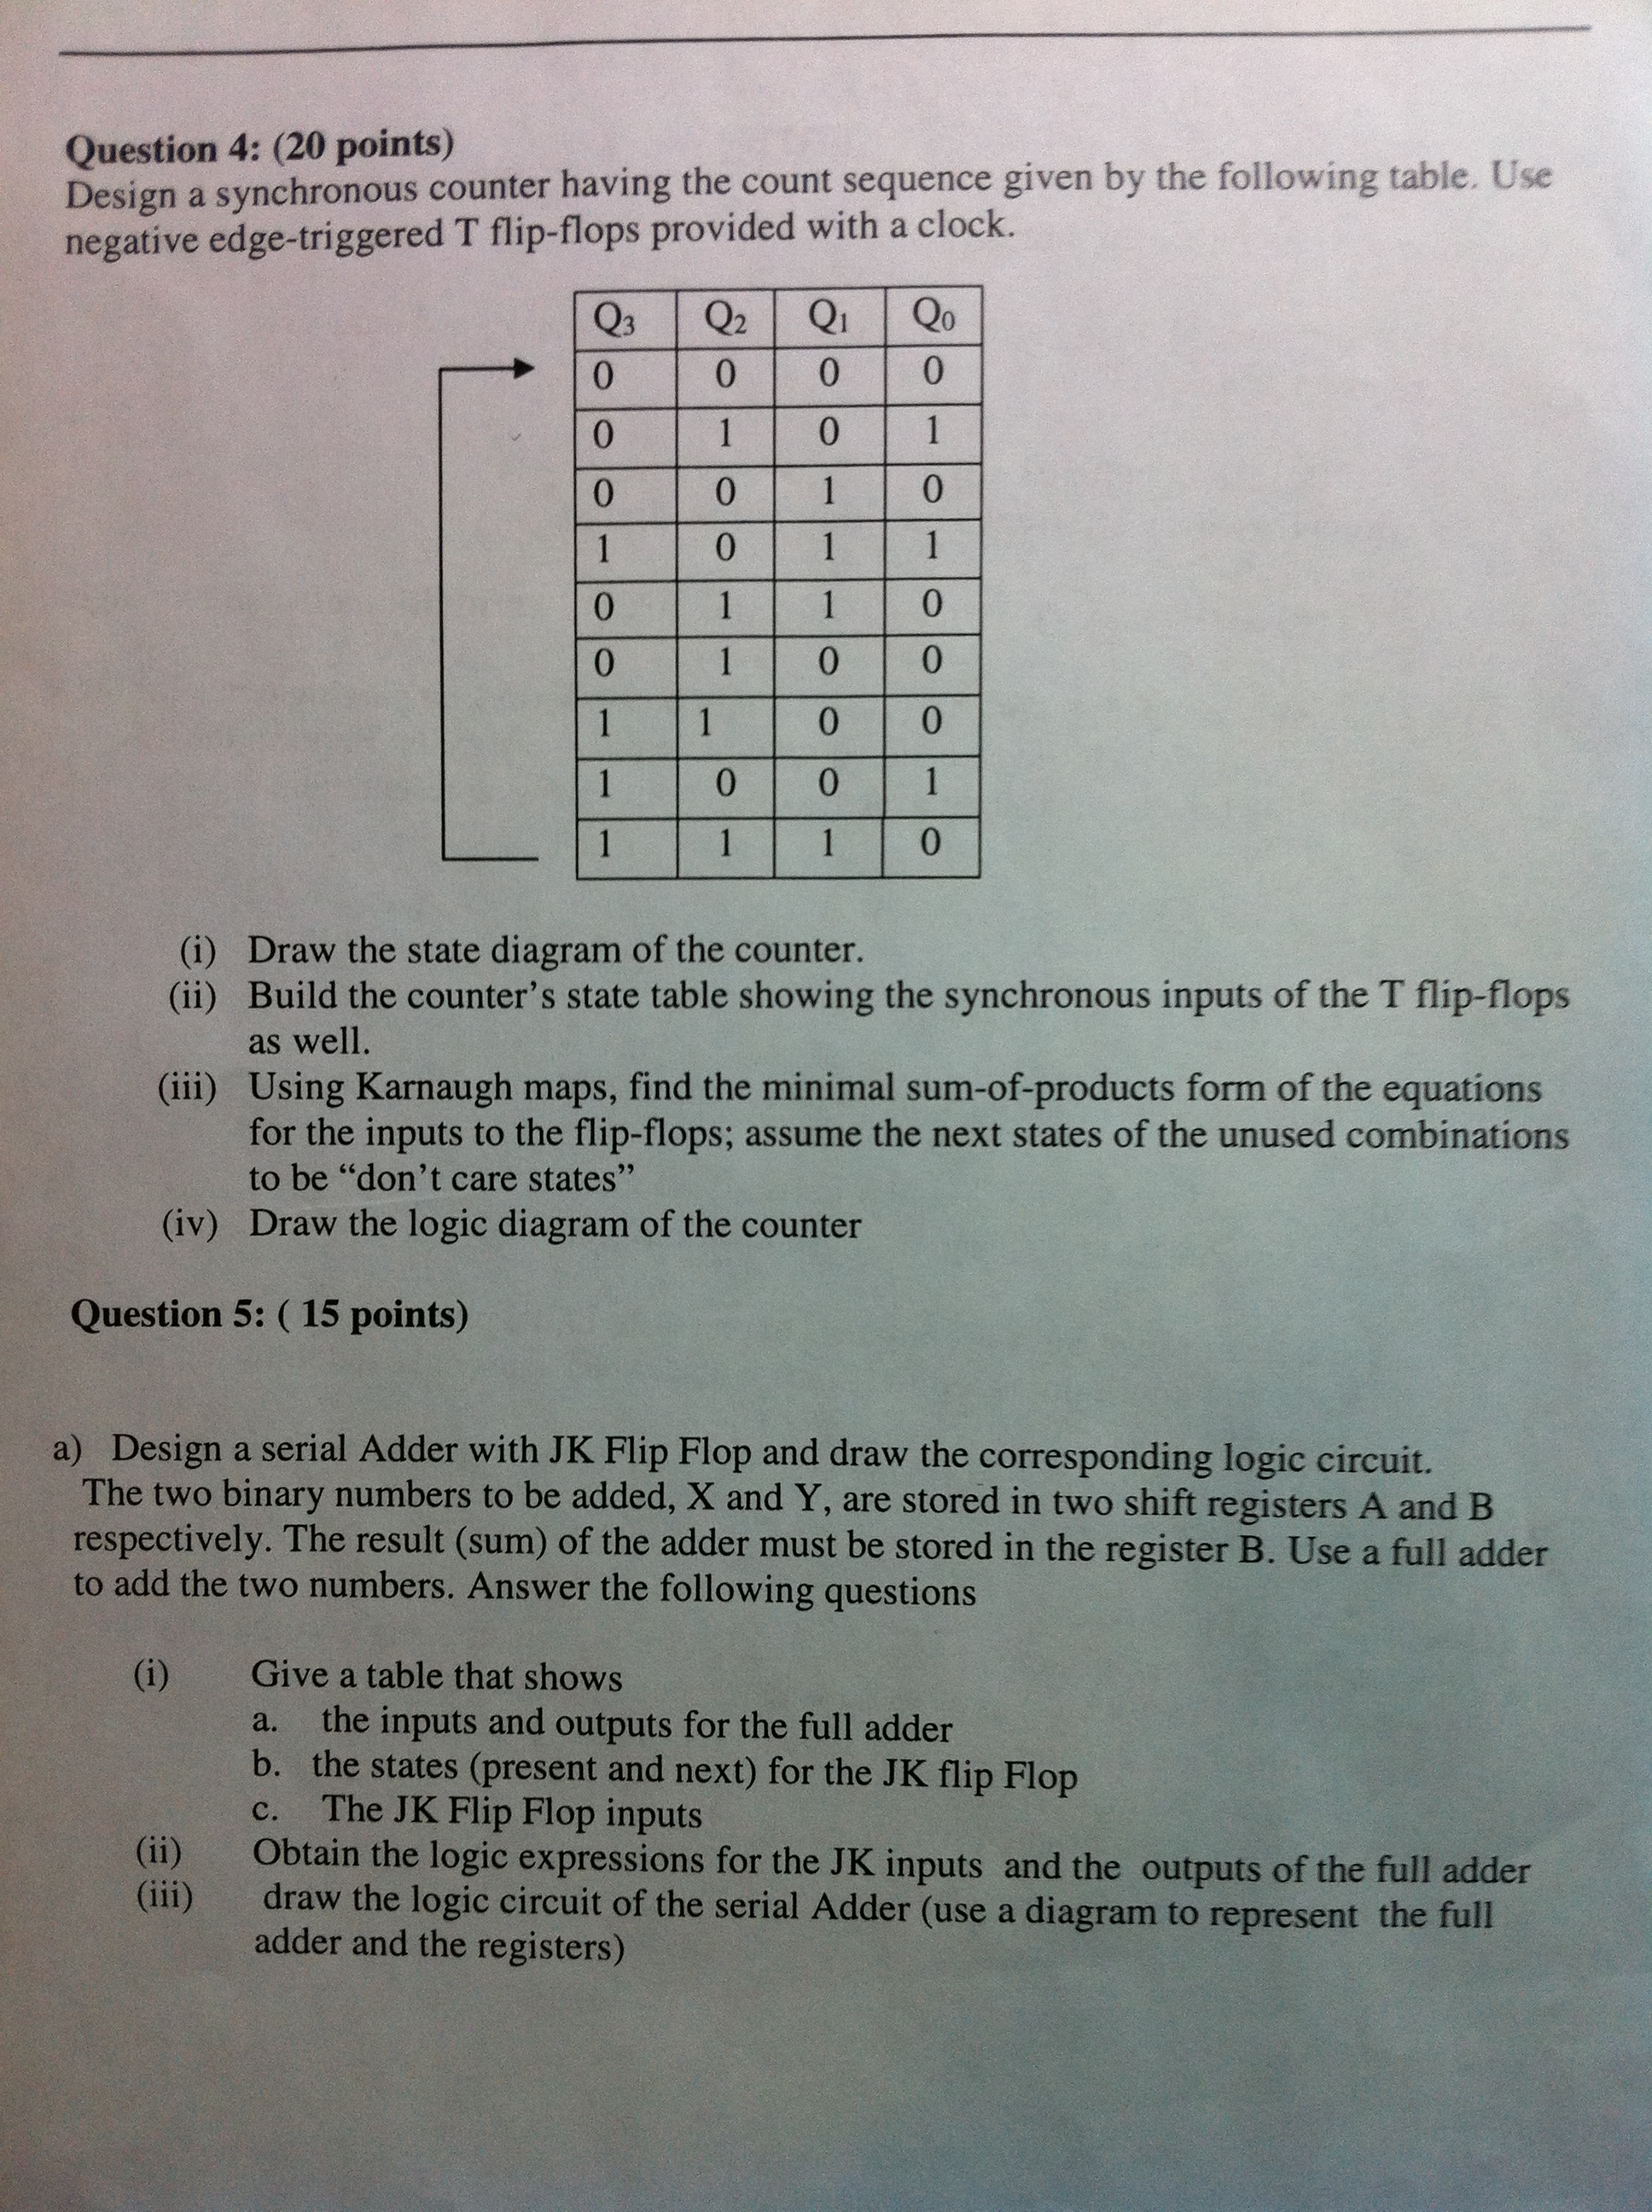 Question 4: (20 points)
Design a synchronous counter having the count sequence given by the following table. Use
negative edge-triggered T flip-flops provided with a clock.
Q3 Q2 Q1 Q0
0 0 0 0
0 1 0 1
0 0 1 0
1 0 1 1
0 1 1 0
0 1 0 0
1 1 0 0
1 0 0 1
1 1 1 0
(i) Draw the state diagram of the counter.
(ii) Build the counter's state table showing the synchronous inputs of the T flip-flops
as well.
(iii) Using Karnaugh maps, find the minimal sum-of-products form of the equations
for the inputs to the flip-flops; assume the next states of the unused combinations
to be “don't care states”
(iv) Draw the logic diagram of the counter
Question 5: ( 15 points)
a) Design a serial Adder with JK Flip Flop and draw the corresponding logic circuit.
The two binary numbers to be added, X and Y, are stored in two shift registers A and B
respectively. The result (sum) of the adder must be stored in the register B. Use a full adder
to add the two numbers. Answer the following questions
(i) Give a table that shows
a. the inputs and outputs for the full adder
b. the states (present and next) for the JK flip Flop
c. The JK Flip Flop inputs
(ii) Obtain the logic expressions for the JK inputs and the outputs of the full adder
(iii) draw the logic circuit of the serial Adder (use a diagram to represent the full
adder and the registers)